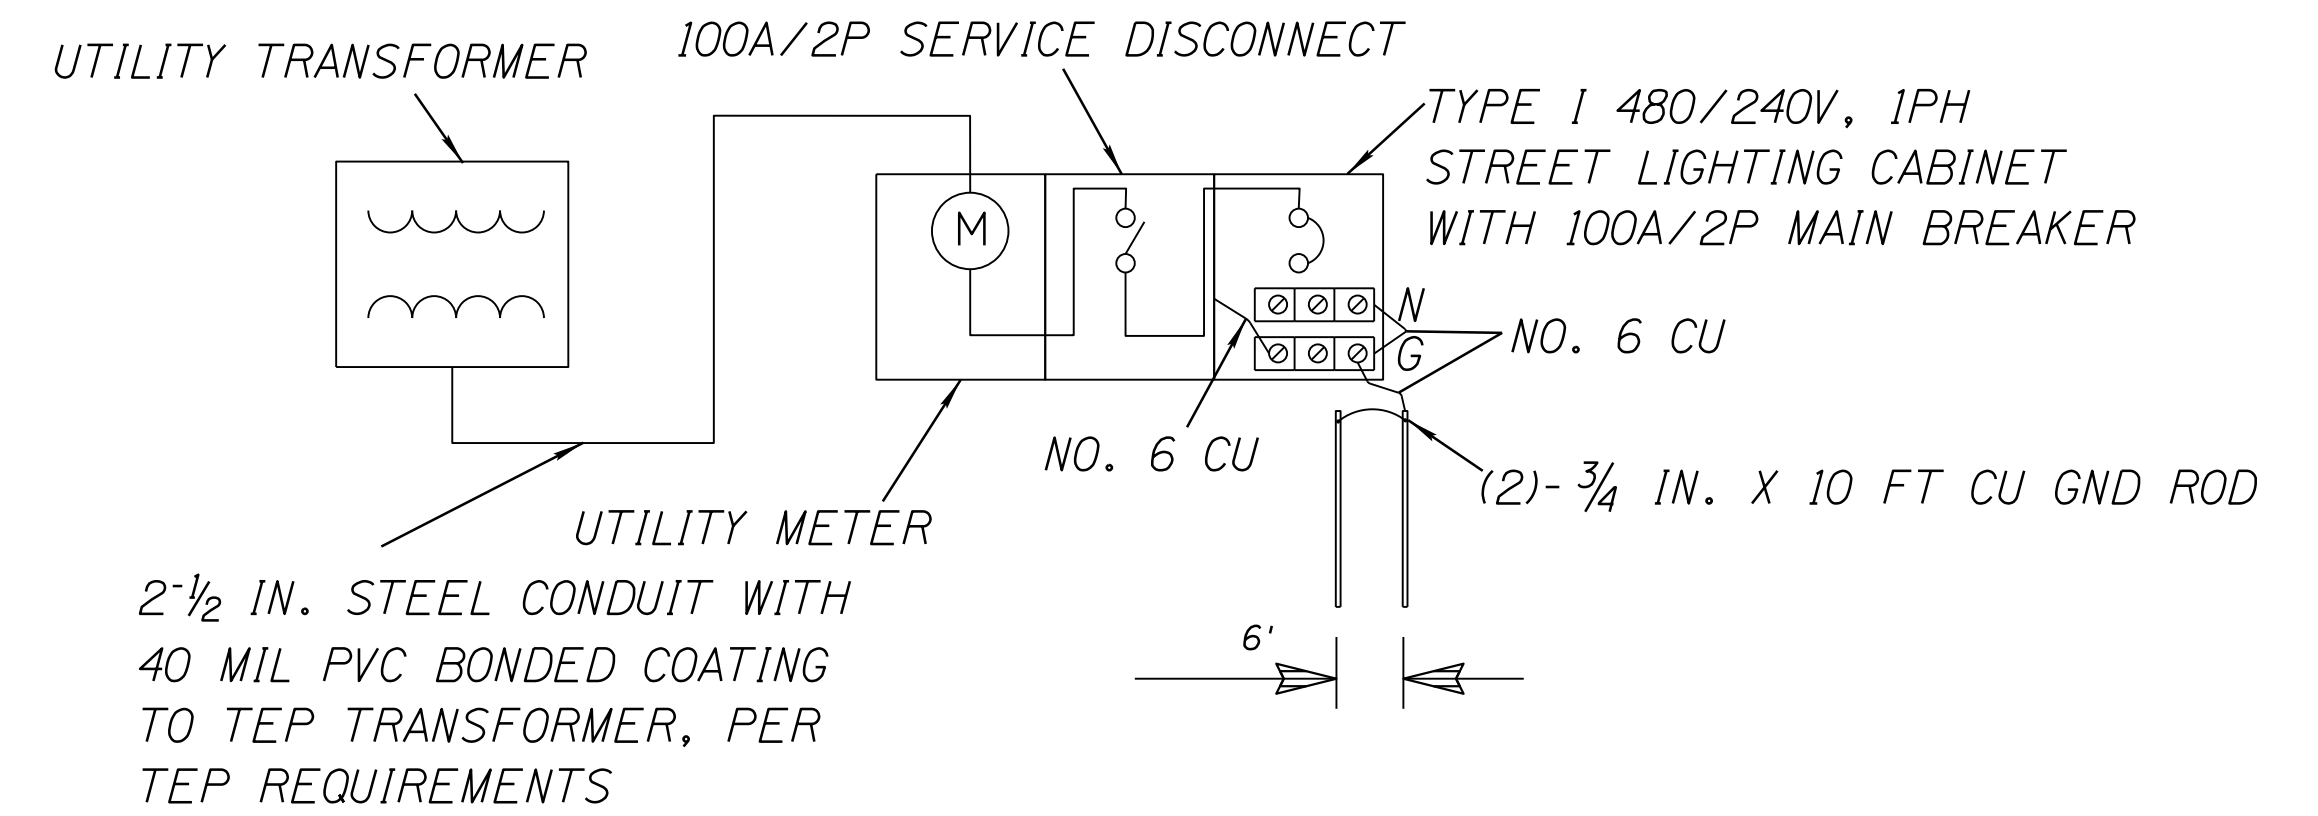 UTILITY TRANSFORMER
100A/2P SERVICE DISCONNECT
TYPE I 480/240V, 1PH
STREET LIGHTING CABINET
WITH 100A/2P MAIN BREAKER
M
N
G
NO. 6 CU
NO. 6 CU
(2)-3/4 IN. X 10 FT CU GND ROD
UTILITY METER
2-1/2 IN. STEEL CONDUIT WITH
40 MIL PVC BONDED COATING
TO TEP TRANSFORMER, PER
TEP REQUIREMENTS
6'